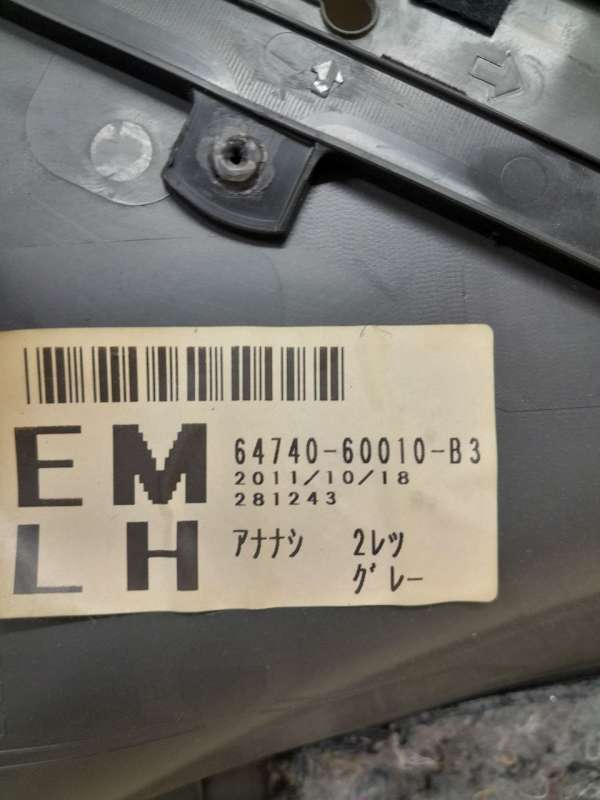 EM 64740-60010-B3
2011/10/18
281243
LH ｱﾅﾅｼ 2ﾚﾂ
ｸﾞﾚｰ